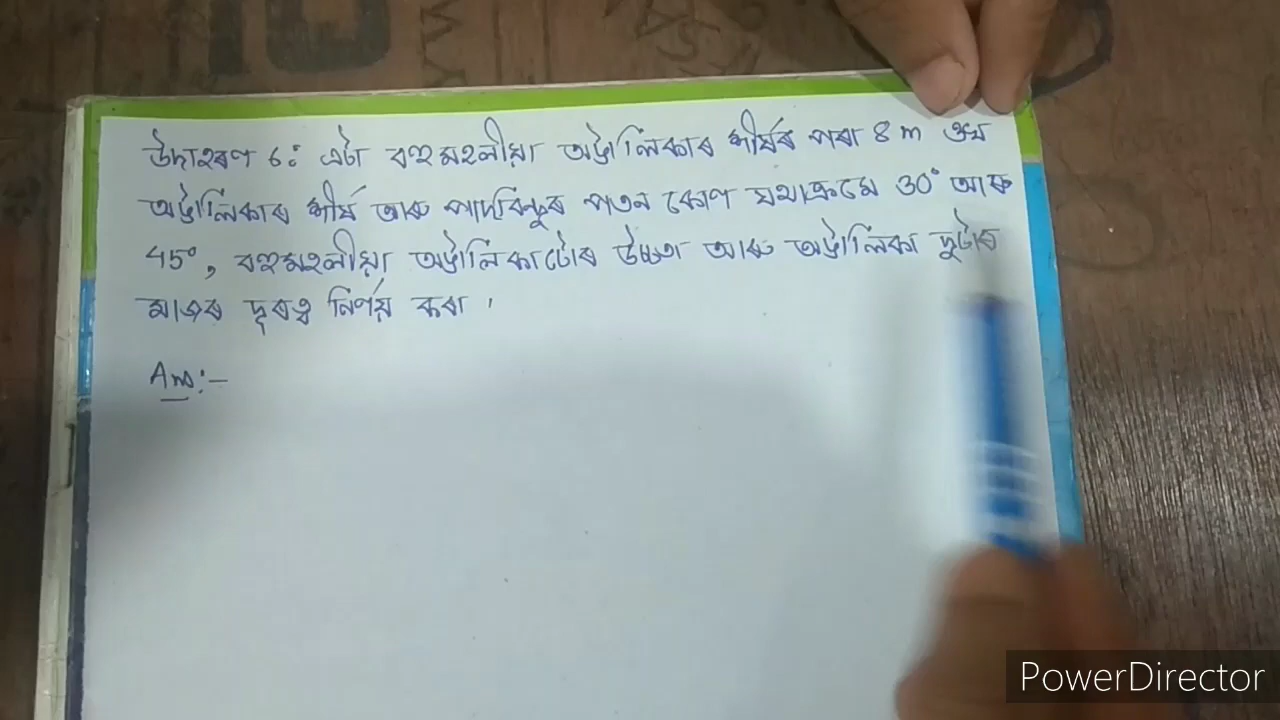 উদাহৰণ 6: এটা বহুমহলীয়া অট্টালিকাৰ শীৰ্ষৰ পৰা 8 m ওখ
অট্টালিকাৰ শীৰ্ষ আৰু পাদবিন্দুৰ পতন কোণ যথাক্ৰমে 30° আৰু
45°, বহুমহলীয়া অট্টালিকাটোৰ উচ্চতা আৰু অট্টালিকা দুটাৰ
মাজৰ দূৰত্ব নিৰ্ণয় কৰা ।
Ans:-
PowerDirector